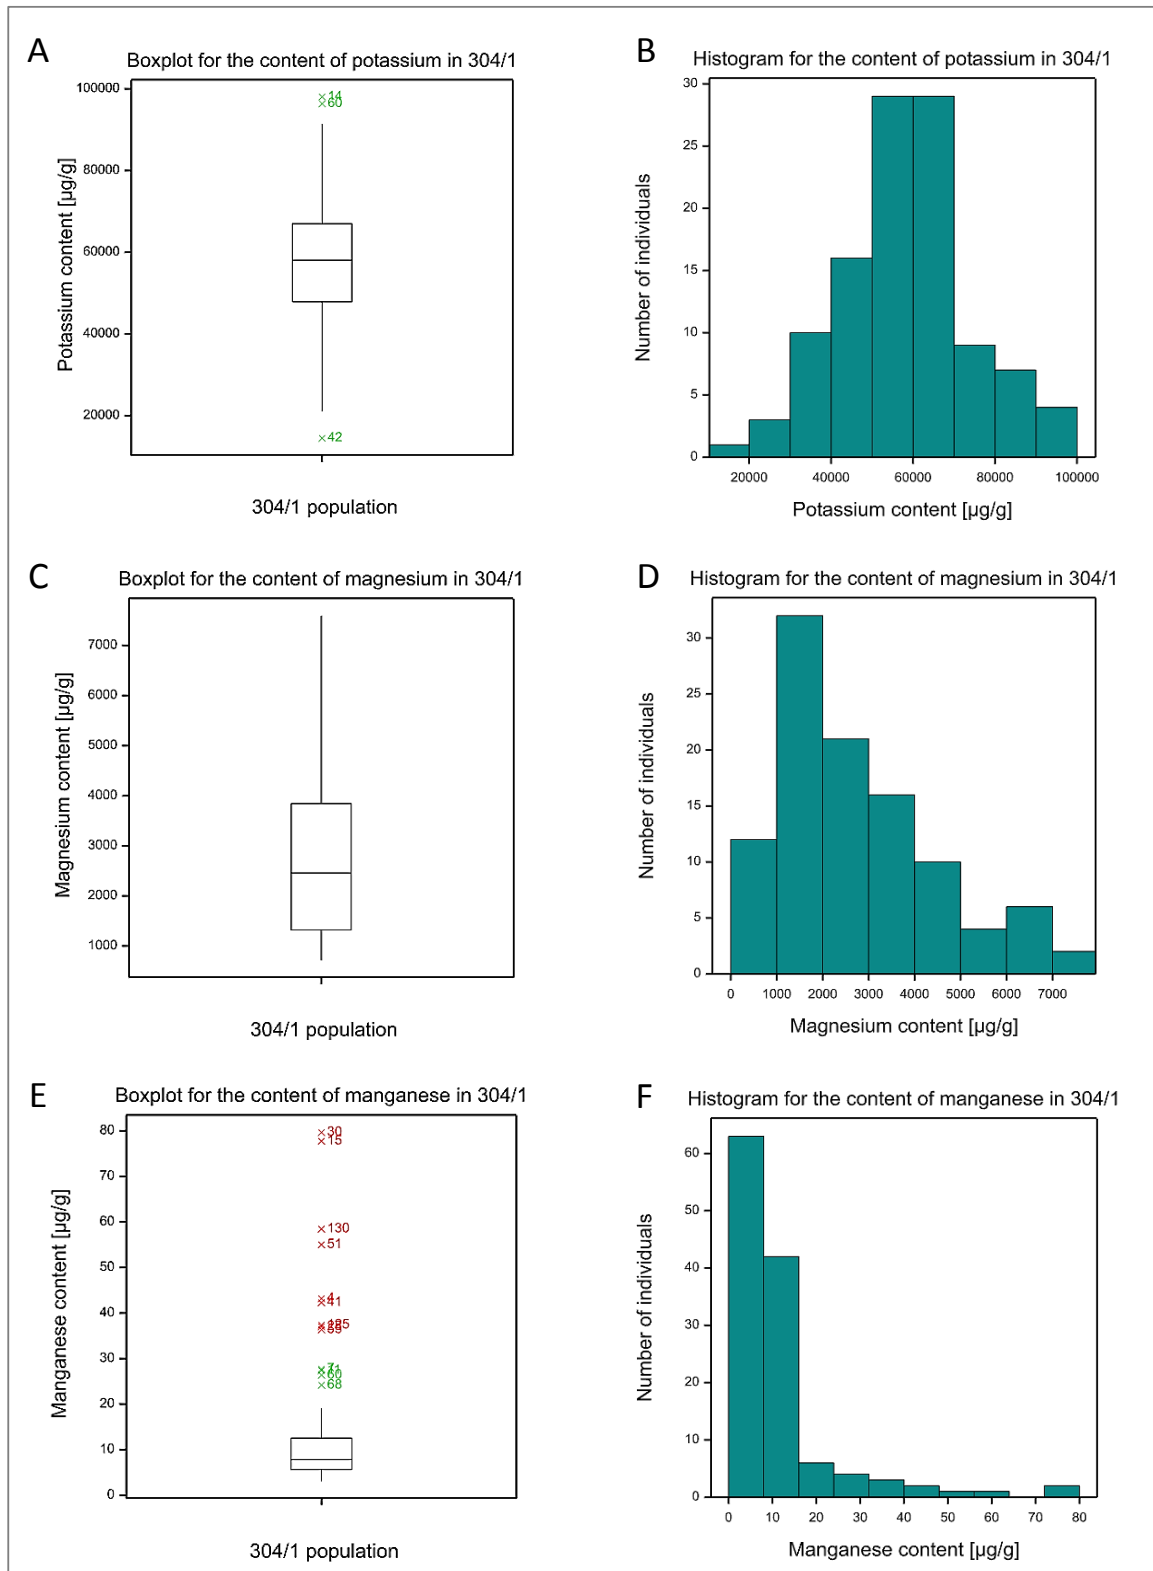 A
Boxplot for the content of potassium in 304/1
Potassium content [µg/g]
100000
80000
60000
40000
20000
×14
×60
×42
304/1 population
B
Histogram for the content of potassium in 304/1
Number of individuals
30
25
20
15
10
5
0
20000 40000 60000 80000 100000
Potassium content [µg/g]
C
Boxplot for the content of magnesium in 304/1
Magnesium content [µg/g]
7000
6000
5000
4000
3000
2000
1000
304/1 population
D
Histogram for the content of magnesium in 304/1
Number of individuals
30
25
20
15
10
5
0
0 1000 2000 3000 4000 5000 6000 7000
Magnesium content [µg/g]
E
Boxplot for the content of manganese in 304/1
Manganese content [µg/g]
80
70
60
50
40
30
20
10
0
×30
×15
×130
×51
×4
×41
×60
×68
304/1 population
F
Histogram for the content of manganese in 304/1
Number of individuals
60
50
40
30
20
10
0
0 10 20 30 40 50 60 70 80
Manganese content [µg/g]